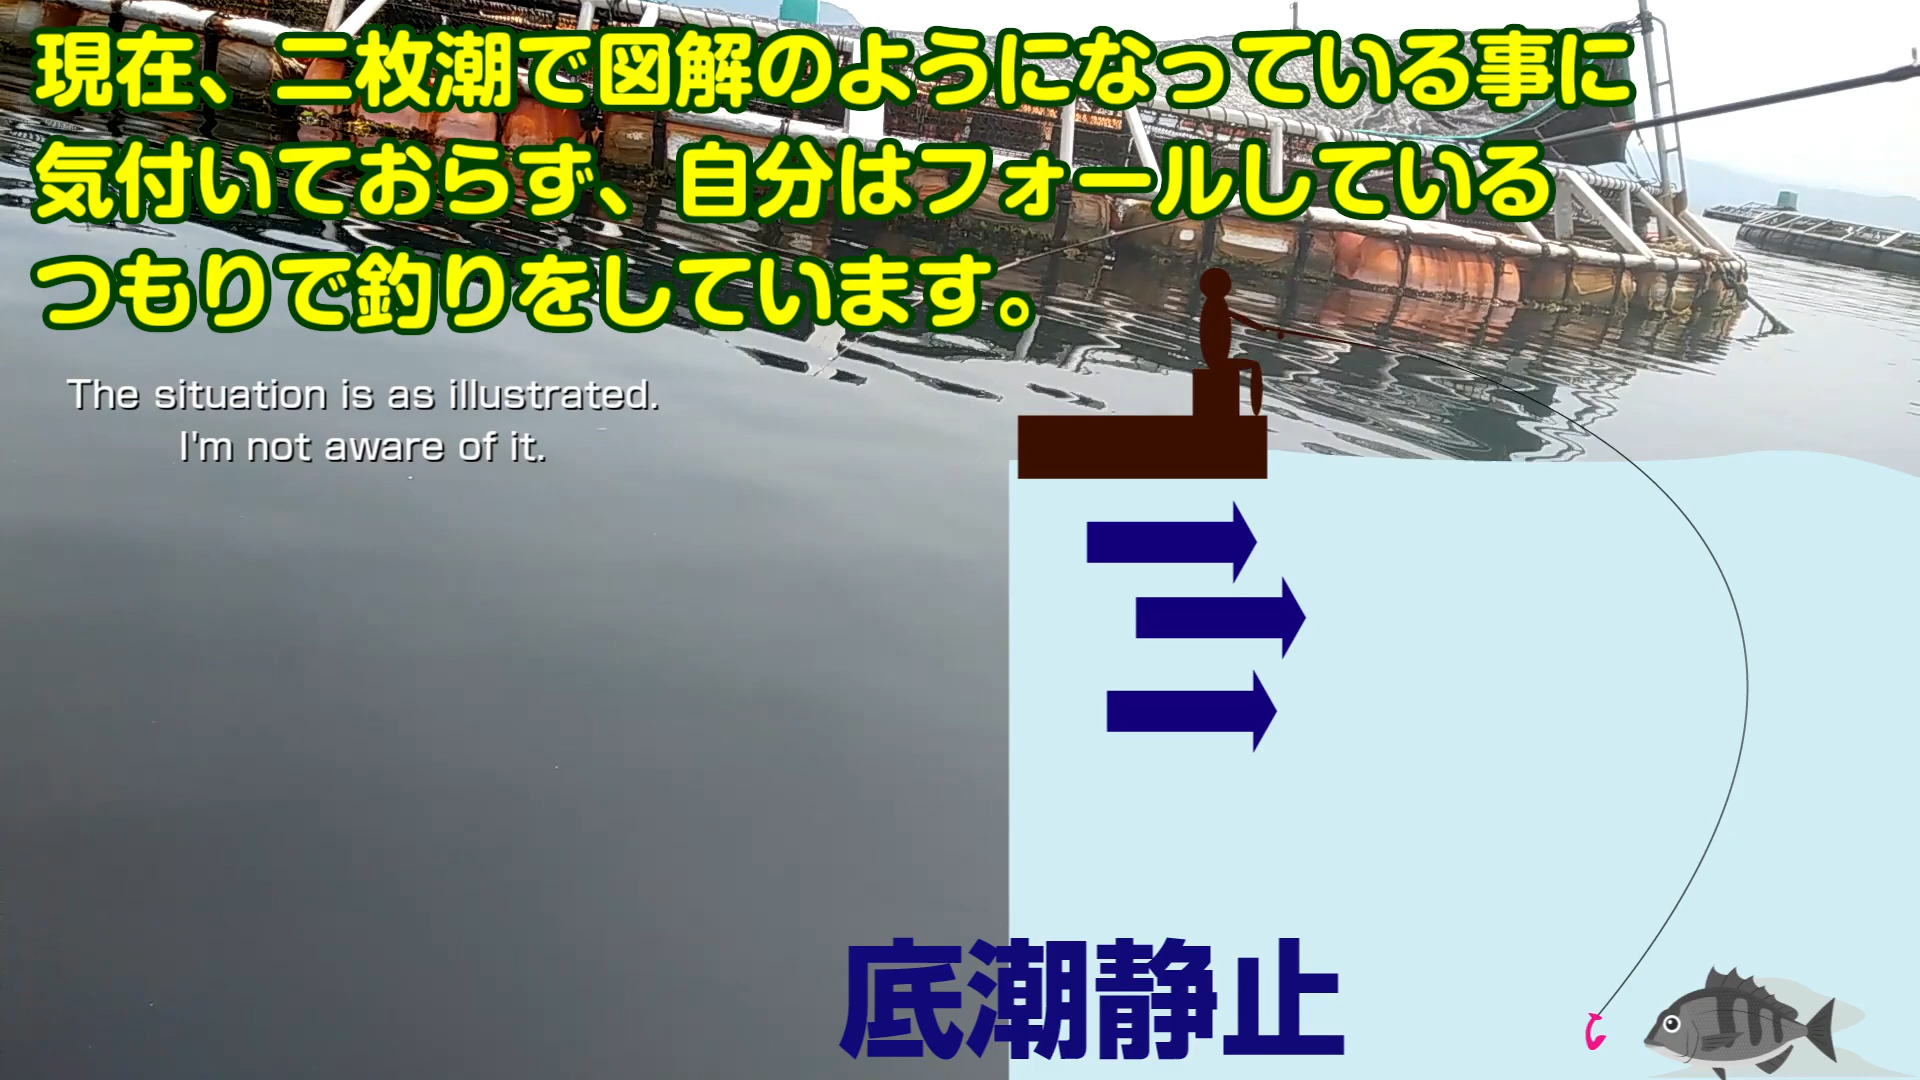 現在、二枚潮で図解のようになっている事に
気付いておらず、自分はフォールしている
つもりで釣りをしています。
The situation is as illustrated.
I'm not aware of it.
底潮静止